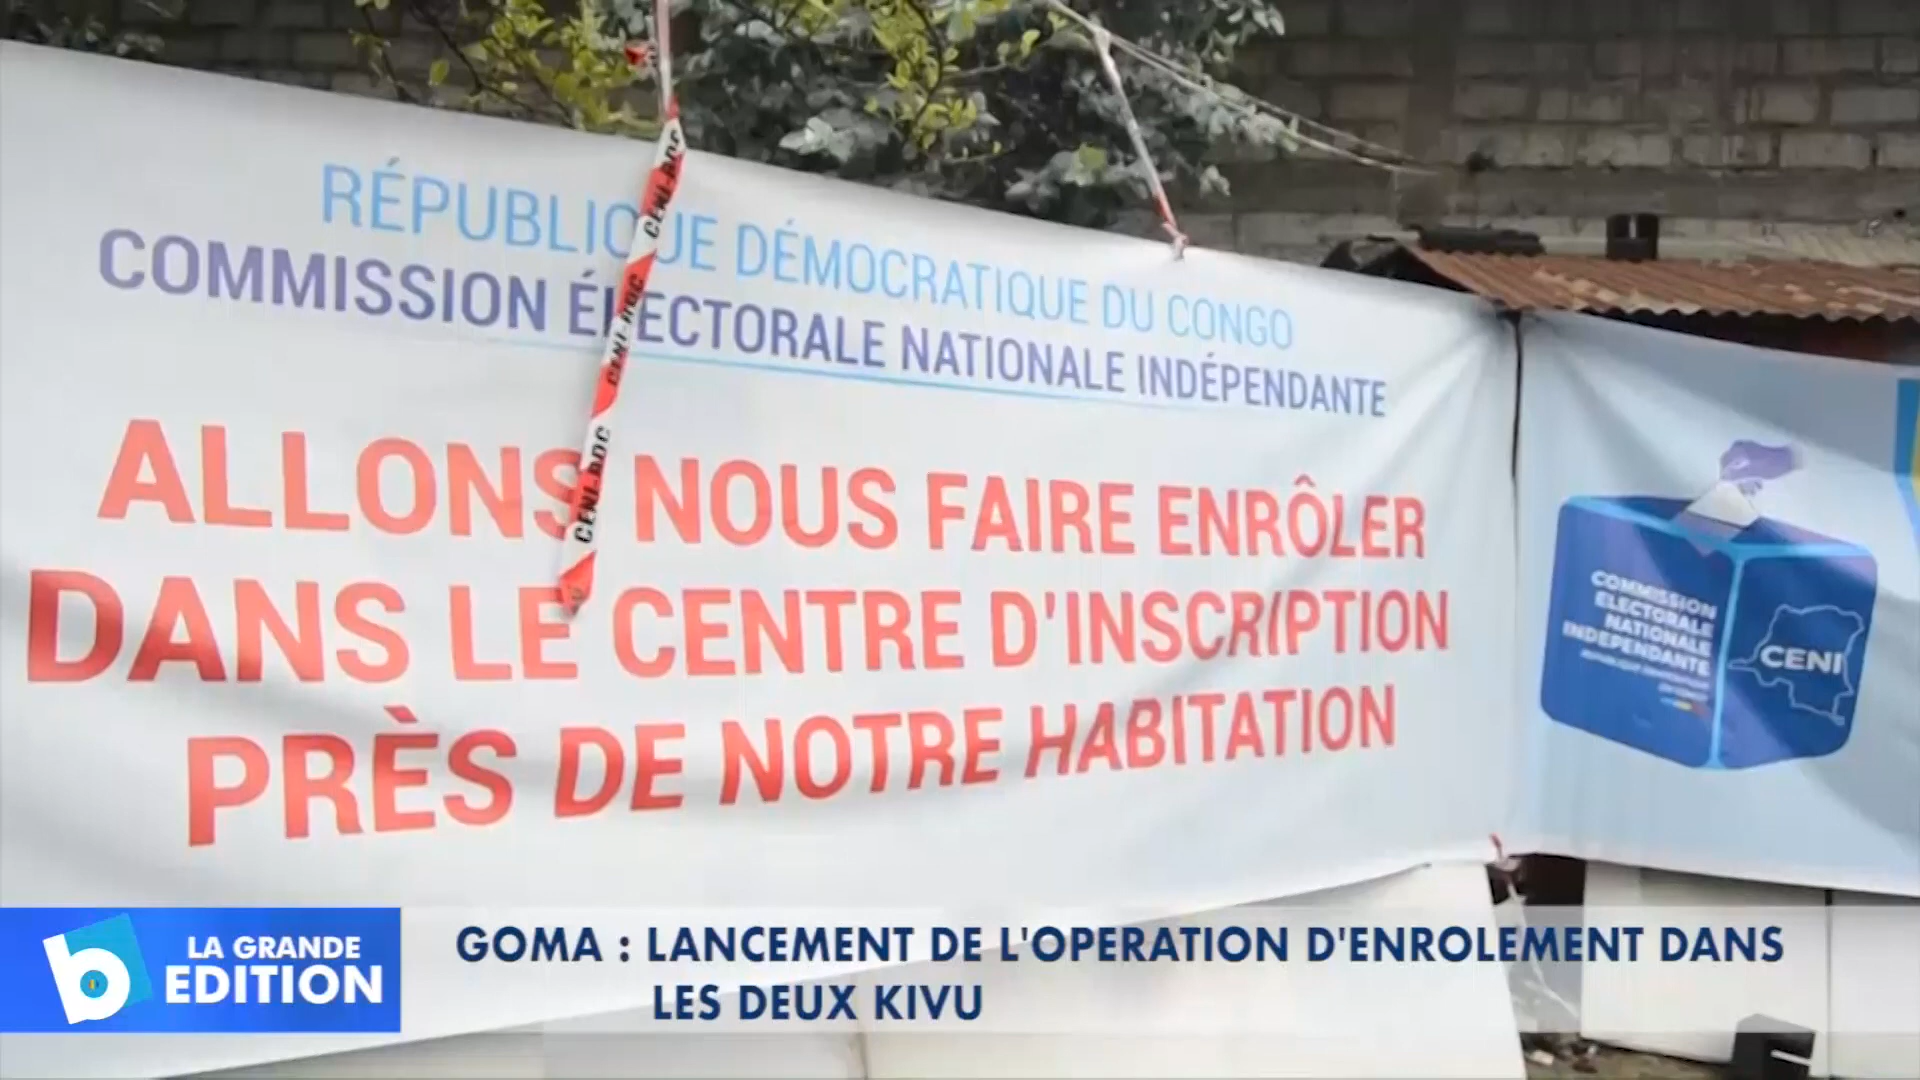 RÉPUBLIQUE DÉMOCRATIQUE DU CONGO
COMMISSION ÉLECTORALE NATIONALE INDÉPENDANTE
ALLONS NOUS FAIRE ENRÔLER
DANS LE CENTRE D'INSCRIPTION
PRÈS DE NOTRE HABITATION
CENI-RDC
CENI-RDC
CENI-RDC
COMMISSION
ELECTORALE
NATIONALE
INDEPENDANTE
CENI
b LA GRANDE
EDITION
GOMA : LANCEMENT DE L'OPERATION D'ENROLEMENT DANS
LES DEUX KIVU